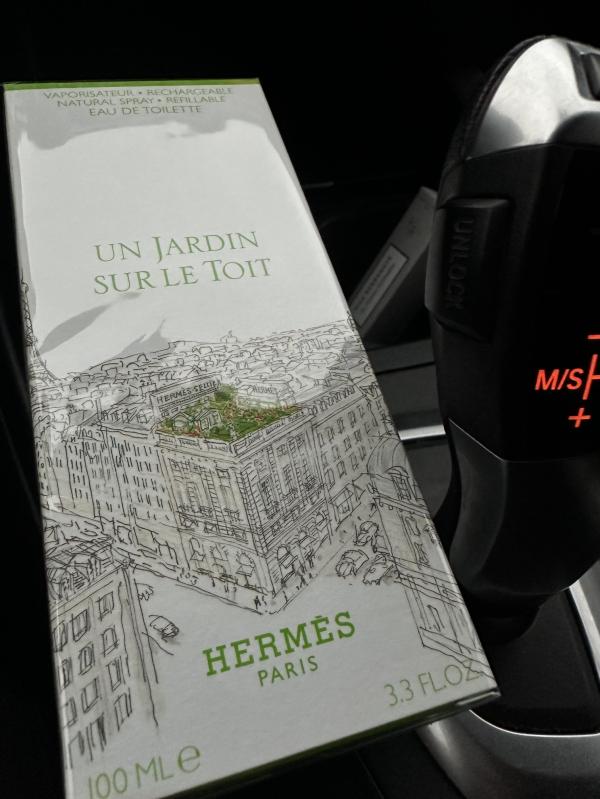 VAPORISATEUR • RECHARGEABLE
NATURAL SPRAY • REFILLABLE
EAU DE TOILETTE
UN JARDIN
SUR LE TOIT
HERMÈS
PARIS
100 ML e
3.3 FL.OZ.
UNLOCK
M/S
+